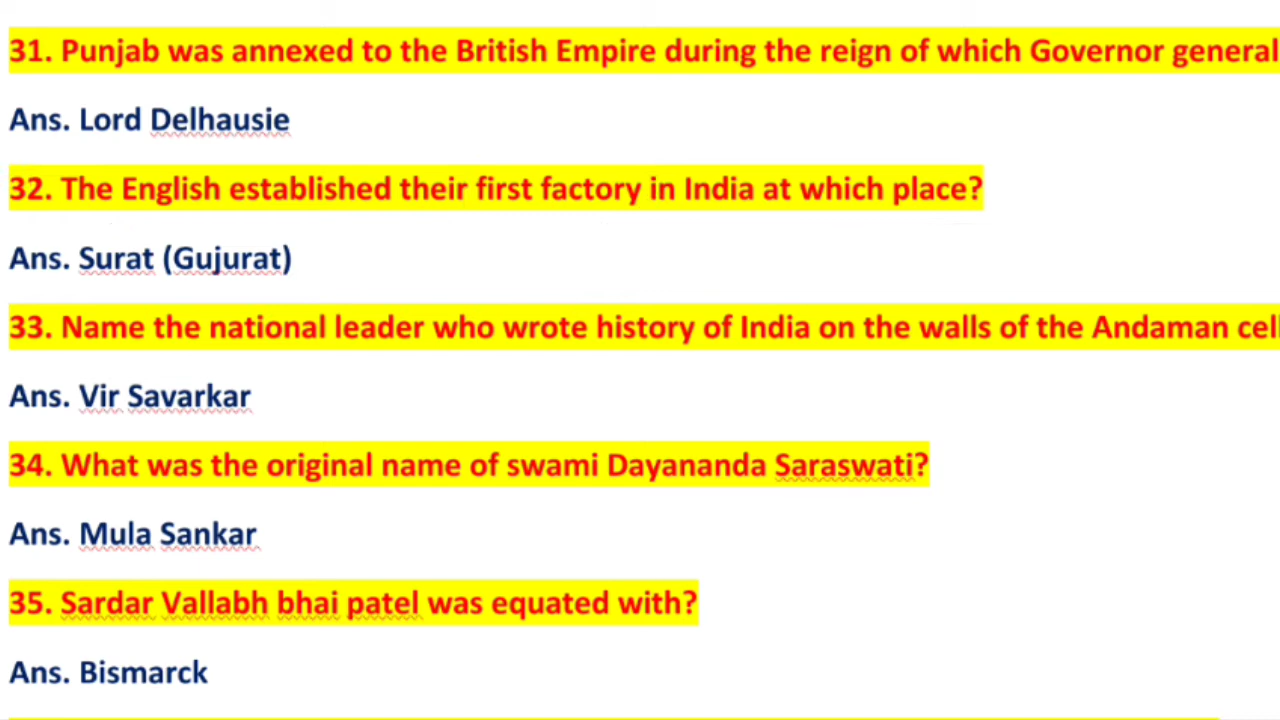 31. Punjab was annexed to the British Empire during the reign of which Governor general
Ans. Lord Delhausie
32. The English established their first factory in India at which place?
Ans. Surat (Gujurat)
33. Name the national leader who wrote history of India on the walls of the Andaman cell
Ans. Vir Savarkar
34. What was the original name of swami Dayananda Saraswati?
Ans. Mula Sankar
35. Sardar Vallabh bhai patel was equated with?
Ans. Bismarck